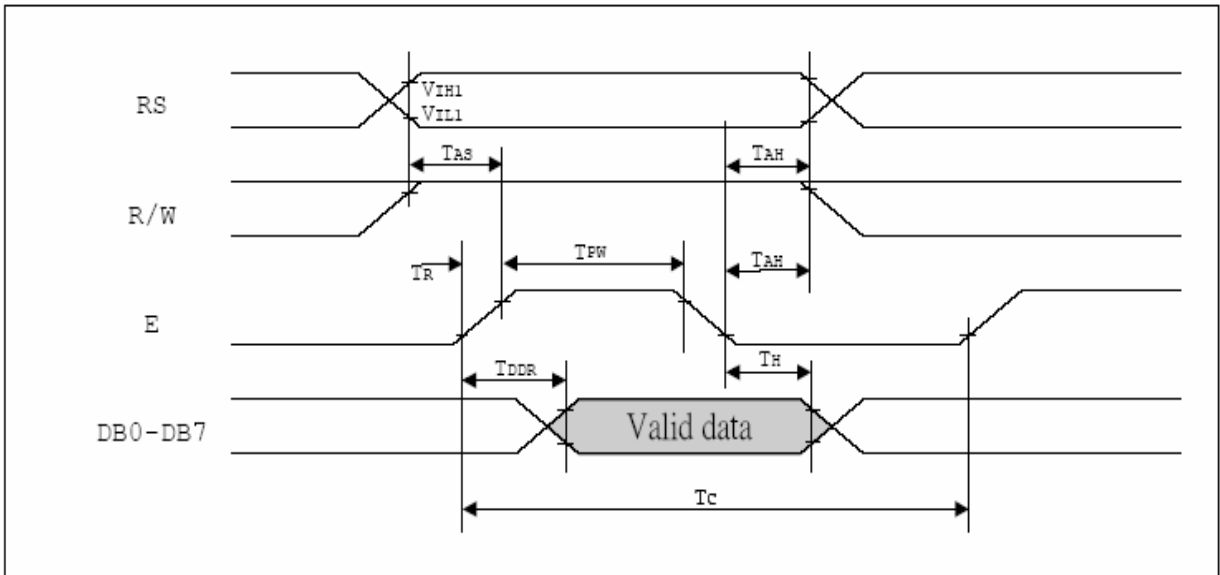 RS
VIH1
VIL1
TAS
TAH
R/W
TR
TPW
TAH
E
TDDR
TH
DB0-DB7
Valid data
TC